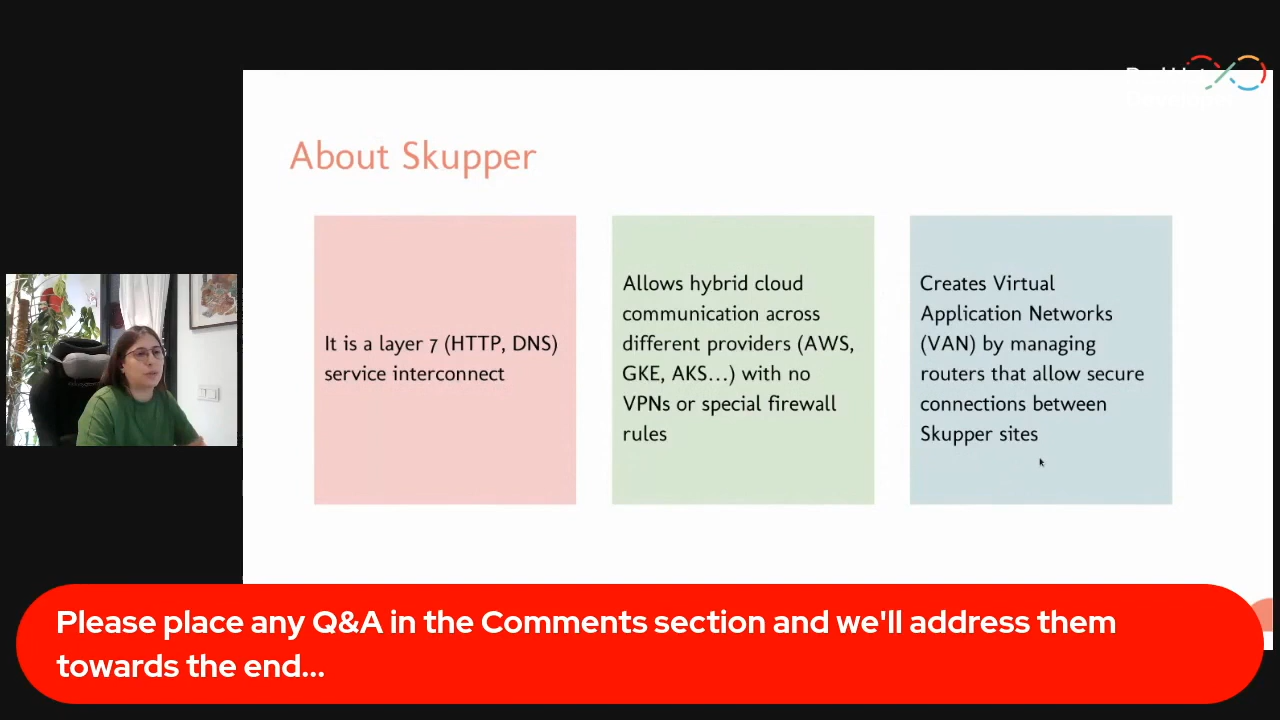 About Skupper
It is a layer 7 (HTTP, DNS)
service interconnect
Allows hybrid cloud
communication across
different providers (AWS,
GKE, AKS...) with no
VPNs or special firewall
rules
Creates Virtual
Application Networks
(VAN) by managing
routers that allow secure
connections between
Skupper sites
Please place any Q&A in the Comments section and we'll address them
towards the end...